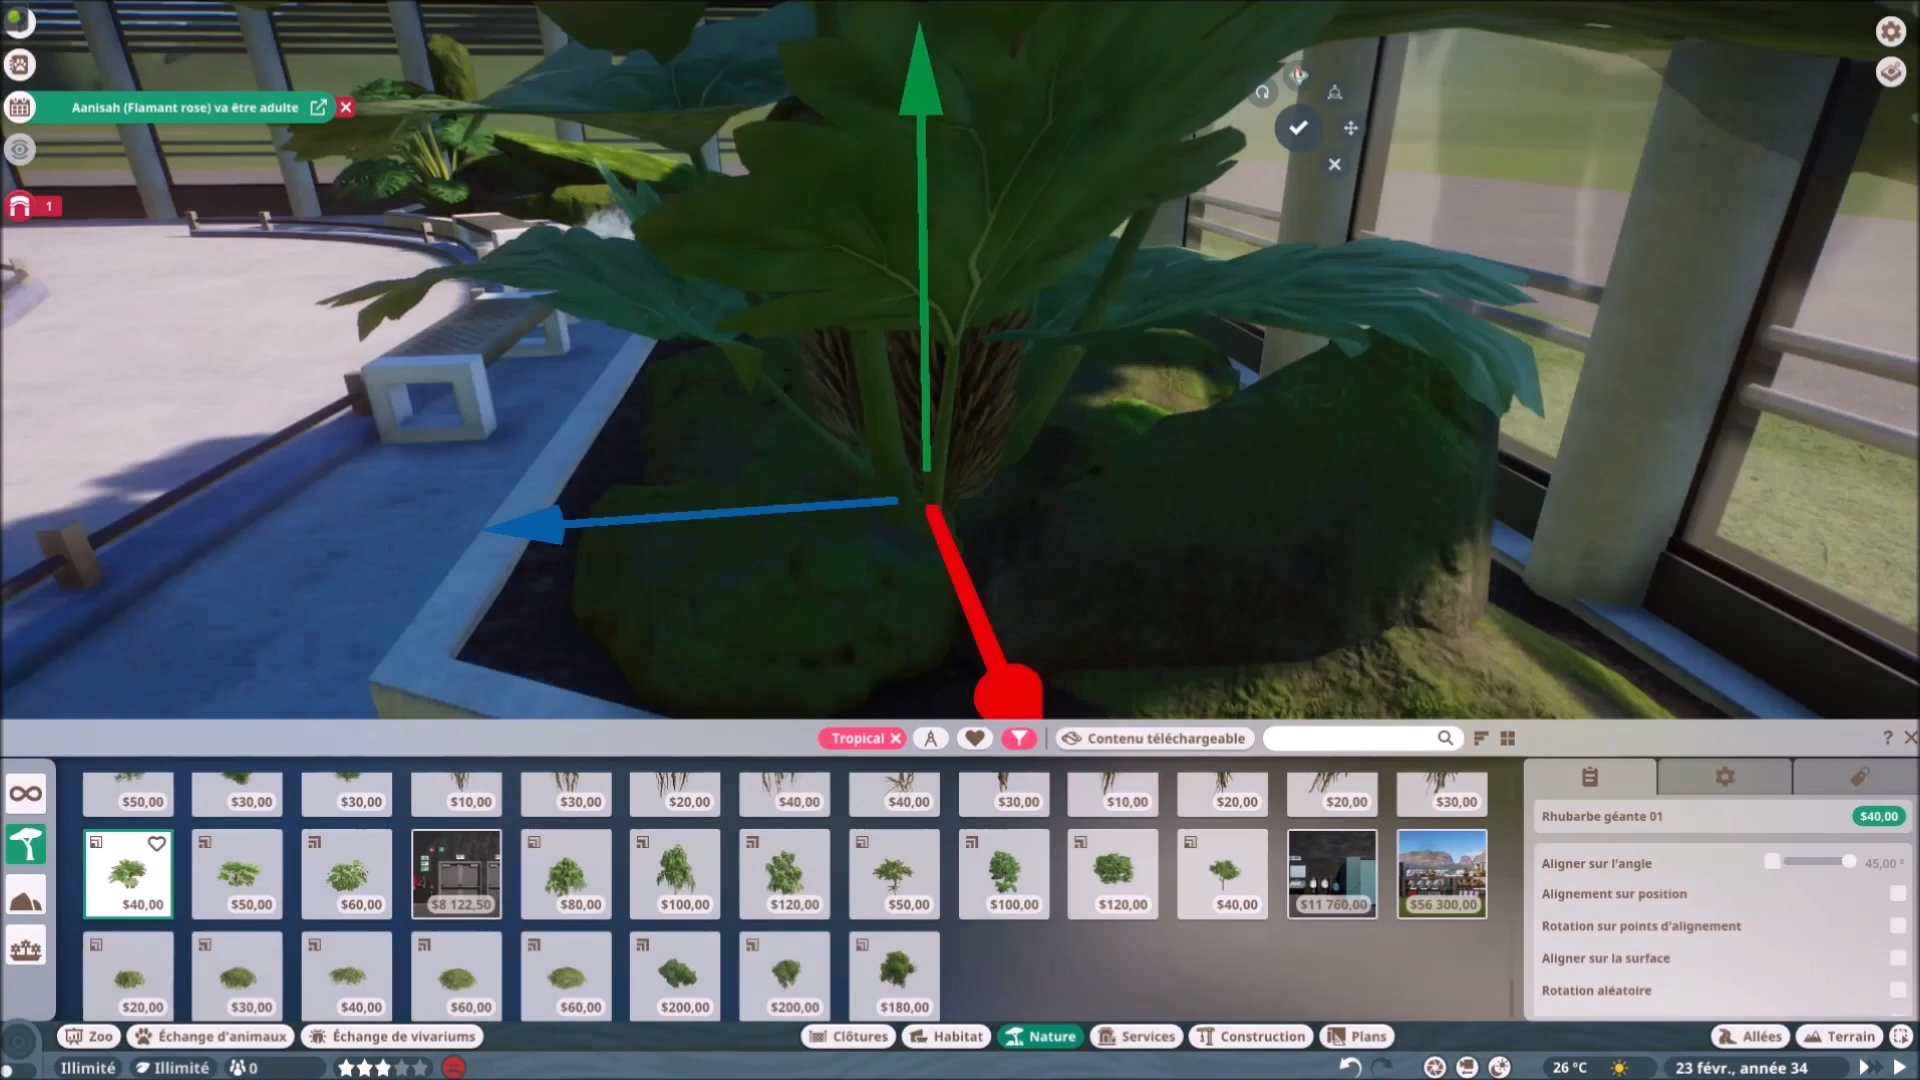 Aanisah (Flamant rose) va être adulte
1
Tropical
Contenu téléchargeable
?
$50,00 $30,00 $30,00 $10,00 $30,00 $20,00 $40,00 $40,00 $30,00 $10,00 $20,00 $20,00 $30,00
$40,00 $50,00 $60,00 $8 122,50 $80,00 $100,00 $120,00 $50,00 $100,00 $120,00 $40,00 $11 760,00 $56 300,00
$20,00 $30,00 $40,00 $60,00 $60,00 $200,00 $200,00 $180,00
Rhubarbe géante 01 $40,00
Aligner sur l'angle 45,00 °
Alignement sur position
Rotation sur points d'alignement
Aligner sur la surface
Rotation aléatoire
Zoo Échange d'animaux Échange de vivariums Clôtures Habitat Nature Services Construction Plans Allées Terrain
Illimité Illimité 0 26 °C 23 févr., année 34